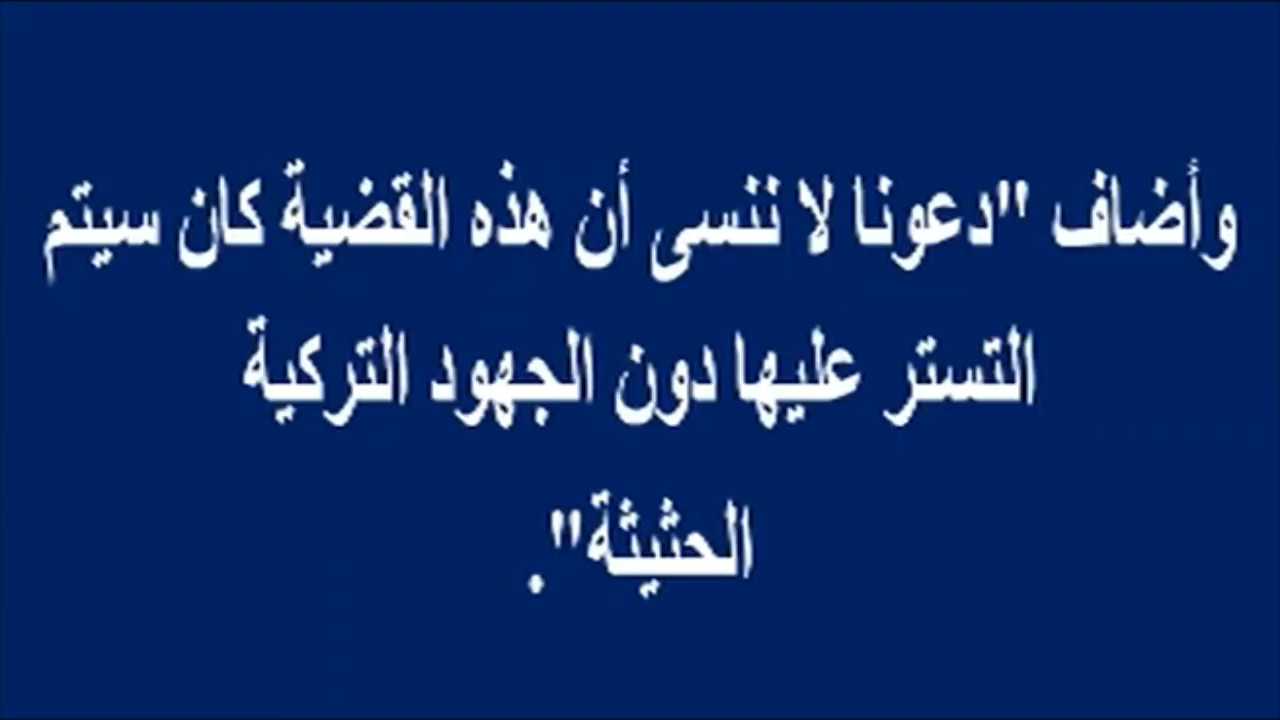 وأضاف "دعونا لا ننسى أن هذه القضية كان سيتم
التستر عليها دون الجهود التركية
الحثيثة".